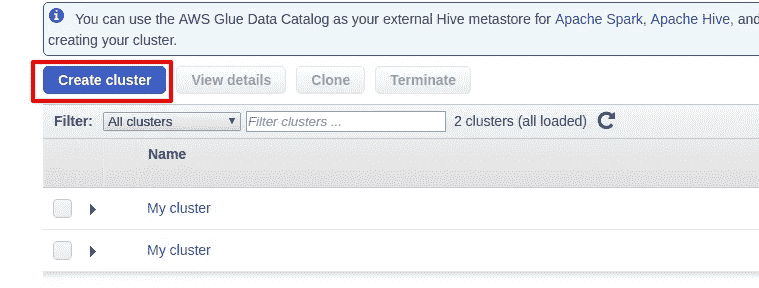 You can use the AWS Glue Data Catalog as your external Hive metastore for Apache Spark, Apache Hive, and
creating your cluster.
Create cluster View details Clone Terminate
Filter: All clusters Filter clusters ... 2 clusters (all loaded)
Name
My cluster
My cluster